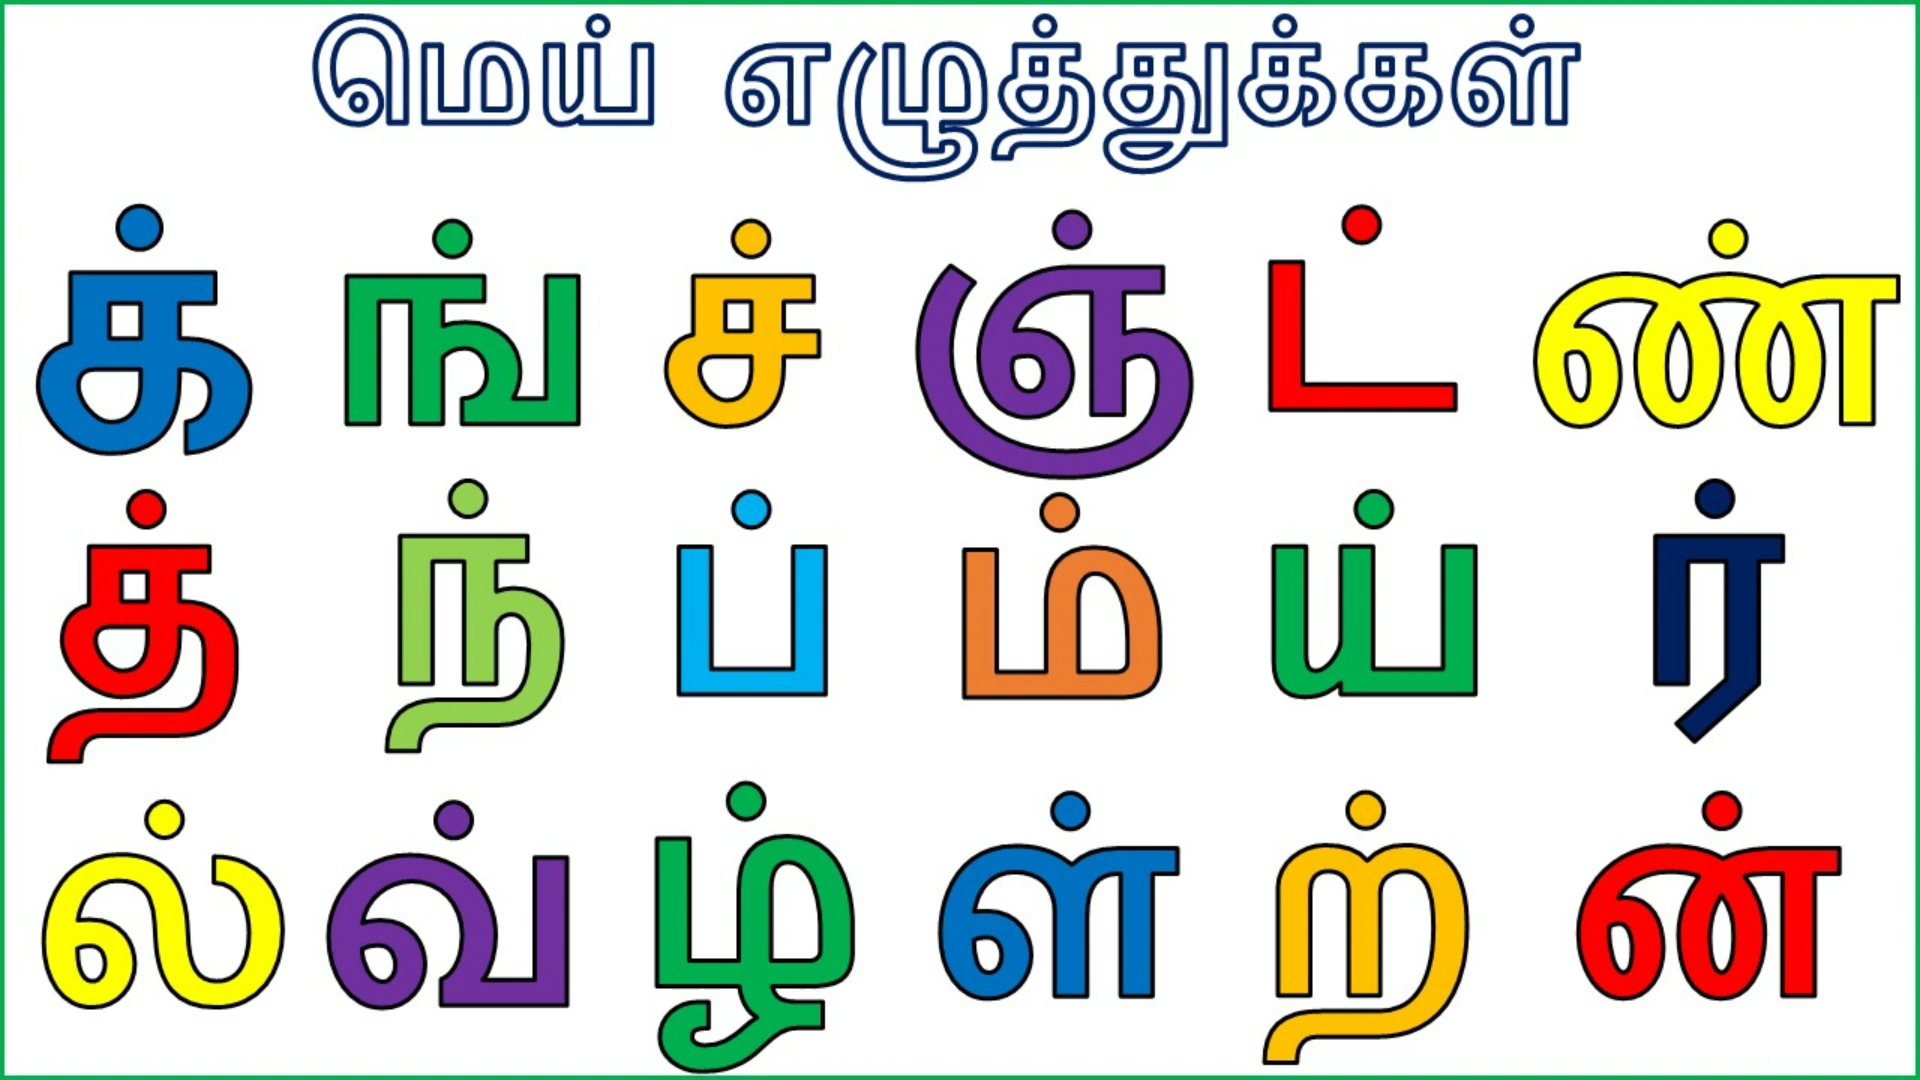 மெய் எழுத்துக்கள்
க் ங் ச் ஞ் ட் ண்
த் ந் ப் ம் ய் ர்
ல் வ் ழ் ள் ற் ன்